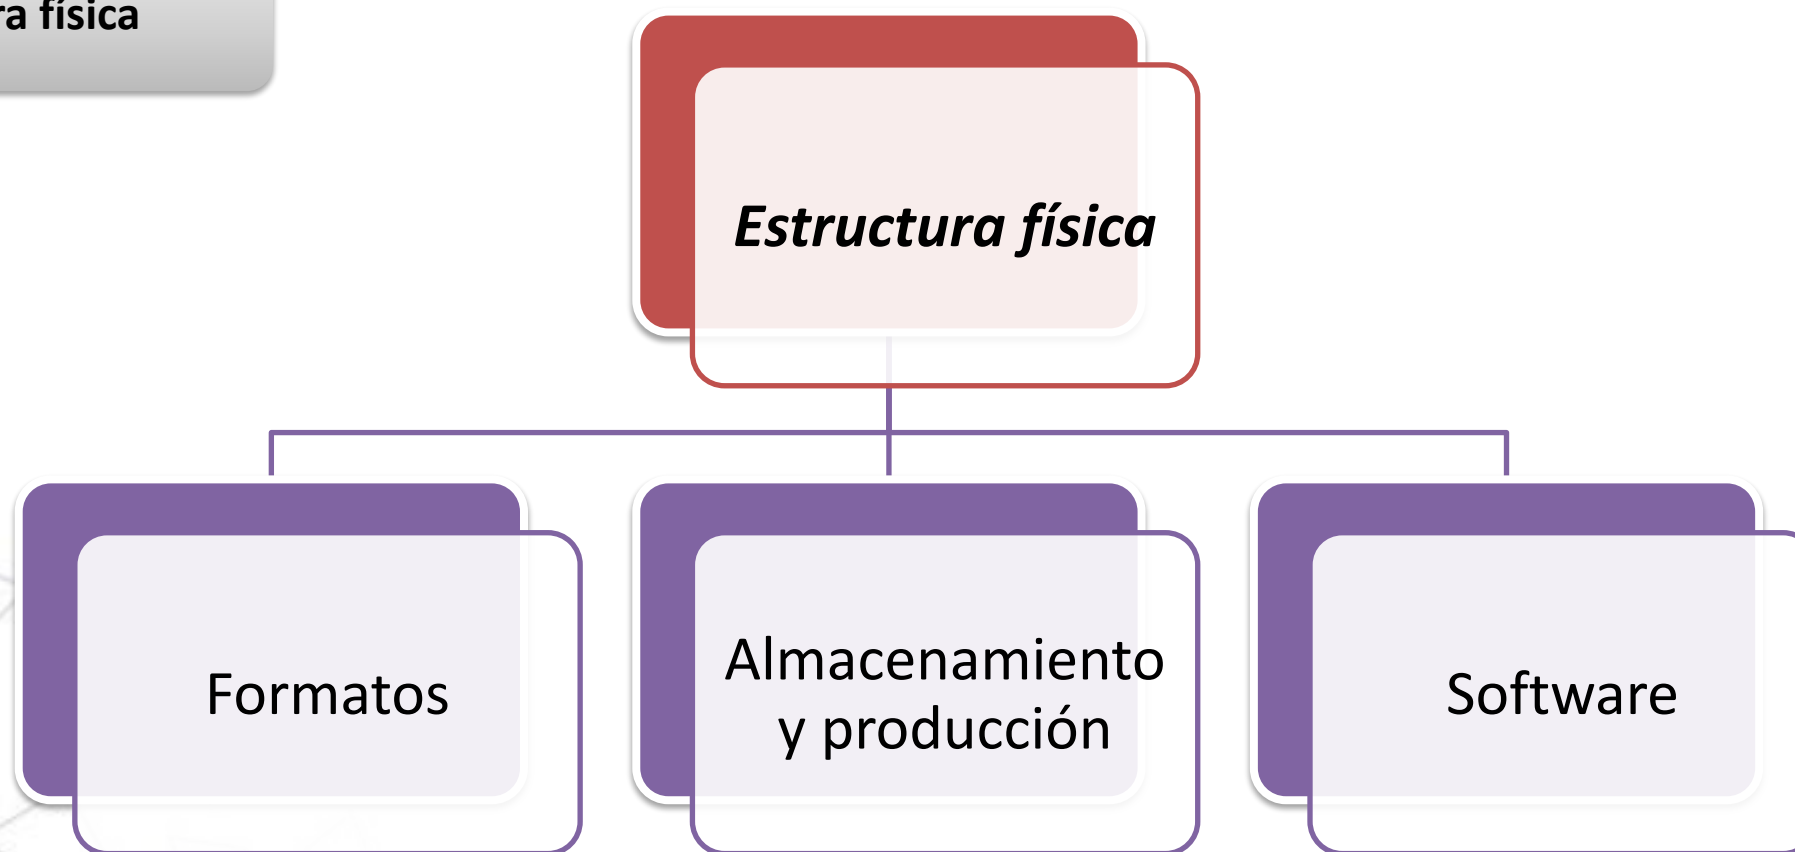 ra física
Estructura física
Formatos
Almacenamiento
y producción
Software